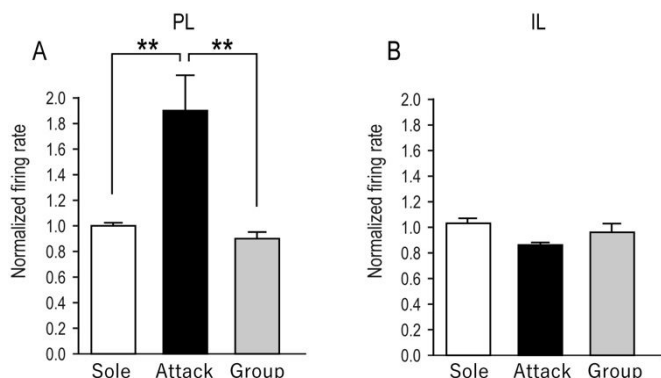 PL
A
** **
Normalized firing rate
2.0
1.8
1.6
1.4
1.2
1.0
0.8
0.6
0.4
0.2
0.0
Sole Attack Group
IL
B
Normalized firing rate
2.0
1.8
1.6
1.4
1.2
1.0
0.8
0.6
0.4
0.2
0.0
Sole Attack Group